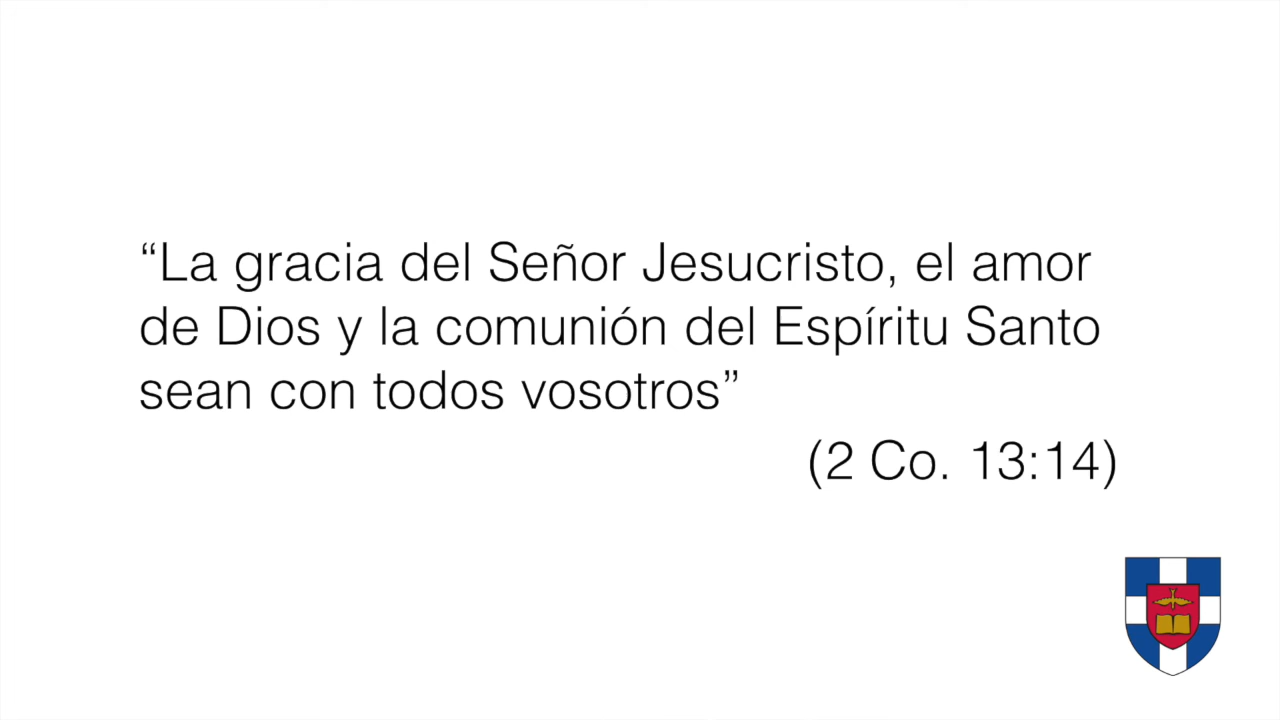 “La gracia del Señor Jesucristo, el amor
de Dios y la comunión del Espíritu Santo
sean con todos vosotros”
(2 Co. 13:14)